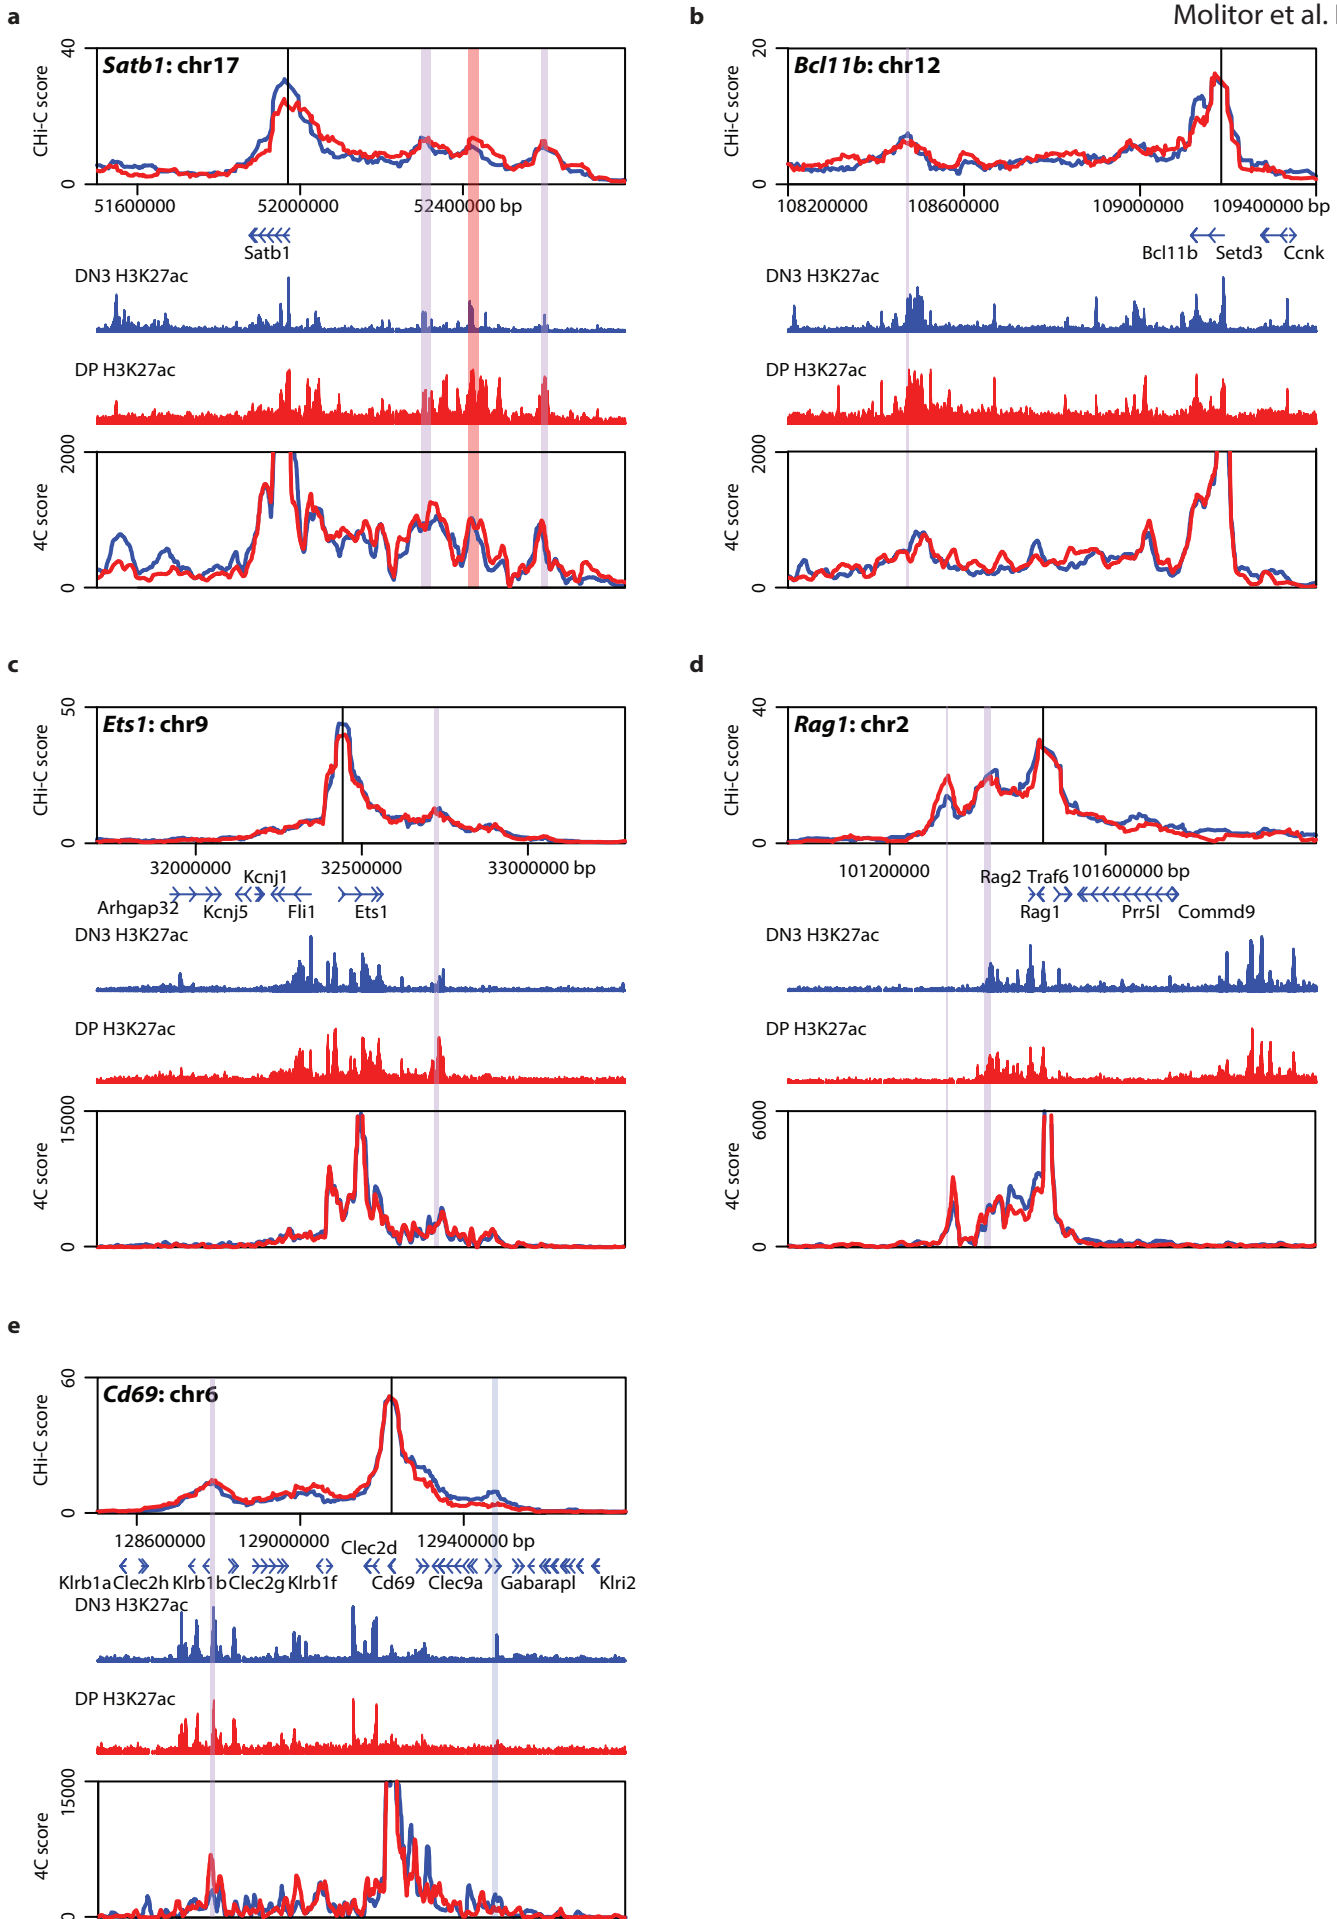 Molitor et al.
a
Satb1: chr17
CHi-C score
40
0
51600000 52000000 52400000 bp
Satb1
DN3 H3K27ac
DP H3K27ac
4C score
2000
0
b
Bcl11b: chr12
CHi-C score
20
0
108200000 108600000 109000000 109400000 bp
Bcl11b Setd3 Ccnk
DN3 H3K27ac
DP H3K27ac
4C score
2000
0
c
Ets1: chr9
CHi-C score
50
0
32000000 32500000 33000000 bp
Kcnj1
Arhgap32 Kcnj5 Fli1 Ets1
DN3 H3K27ac
DP H3K27ac
4C score
15000
0
d
Rag1: chr2
CHi-C score
40
0
101200000 101600000 bp
Rag2 Traf6
Rag1 Prr5l Commd9
DN3 H3K27ac
DP H3K27ac
4C score
6000
0
e
Cd69: chr6
CHi-C score
60
0
128600000 129000000 129400000 bp
Clec2d
Klrb1a Clec2h Klrb1b Clec2g Klrb1f Cd69 Clec9a Gabarapl Klri2
DN3 H3K27ac
DP H3K27ac
4C score
15000
0